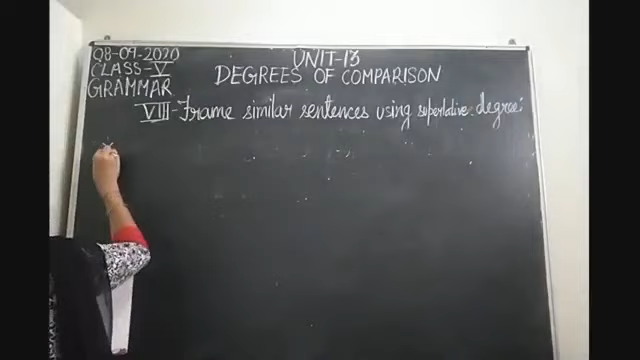 08-09-2020
CLASS-V
GRAMMAR
UNIT-13
DEGREES OF COMPARISON
VIII-Frame similar sentences using superlative degree: